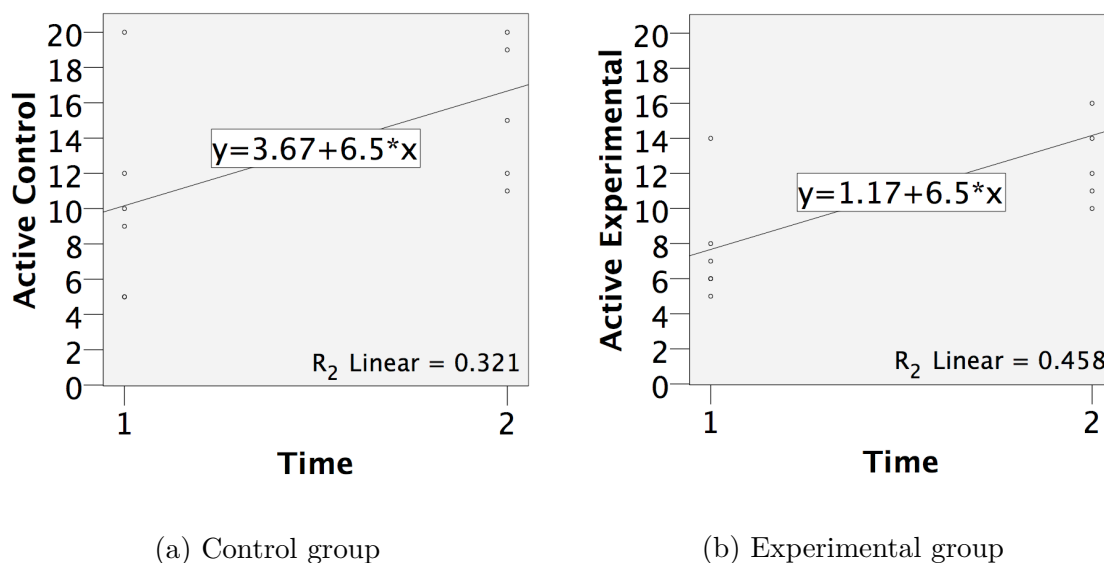 Active Control
20
18
16
14
12
10
8
6
4
2
0
y=3.67+6.5*x
R2 Linear = 0.321
1 2
Time
(a) Control group
Active Experimental
20
18
16
14
12
10
8
6
4
2
0
y=1.17+6.5*x
R2 Linear = 0.458
1 2
Time
(b) Experimental group